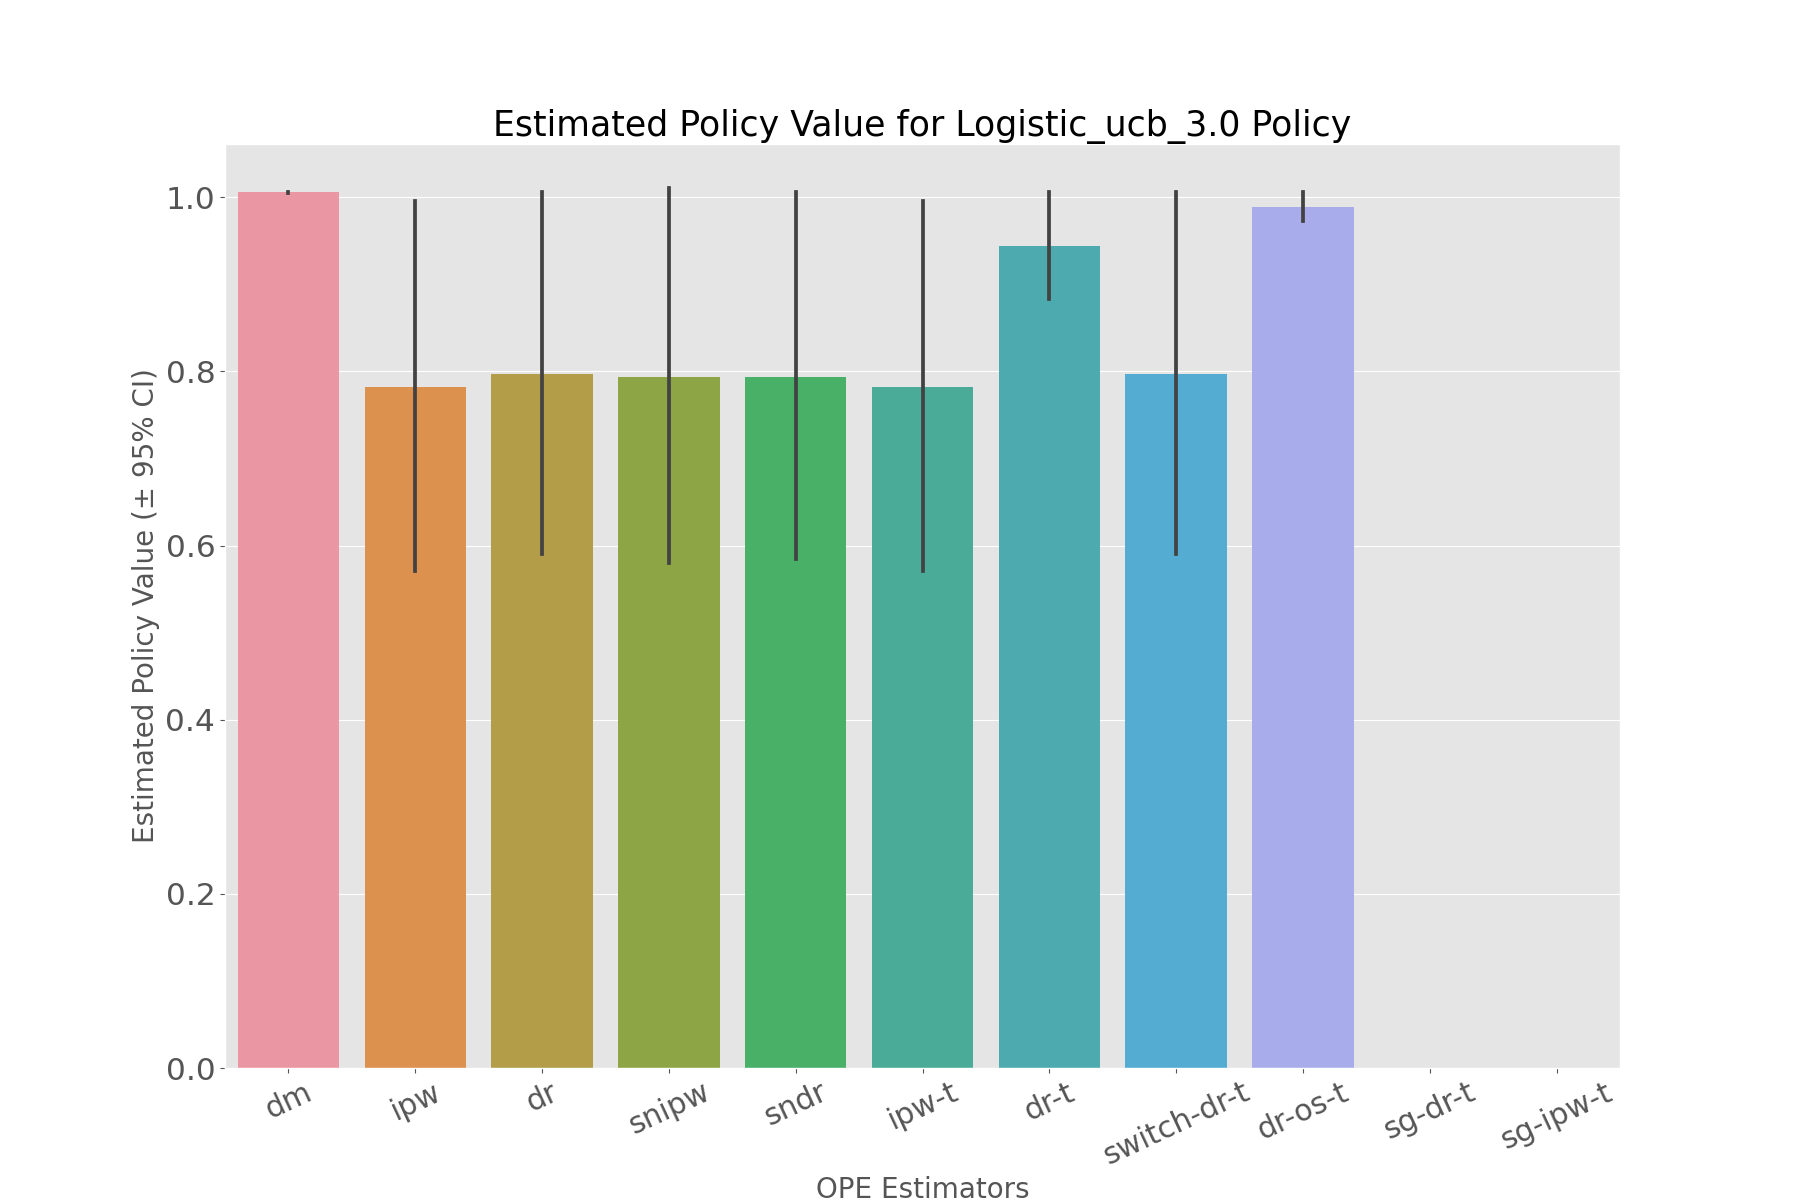 Estimated Policy Value for Logistic_ucb_3.0 Policy
Estimated Policy Value (± 95% CI)
1.0
0.8
0.6
0.4
0.2
0.0
dm
ipw
dr
snipw
sndr
ipw-t
dr-t
switch-dr-t
dr-os-t
sg-dr-t
sg-ipw-t
OPE Estimators